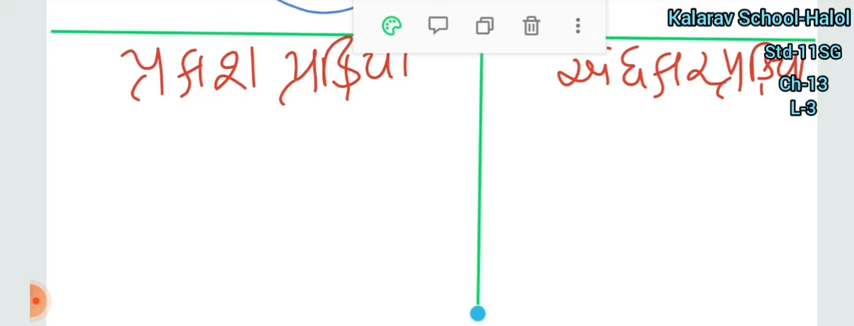 Kalarav School-Halol
Std-11SG
Ch-13
L-3
પ્રકાશ પ્રક્રિયા
અંધકાર પ્રક્રિયા